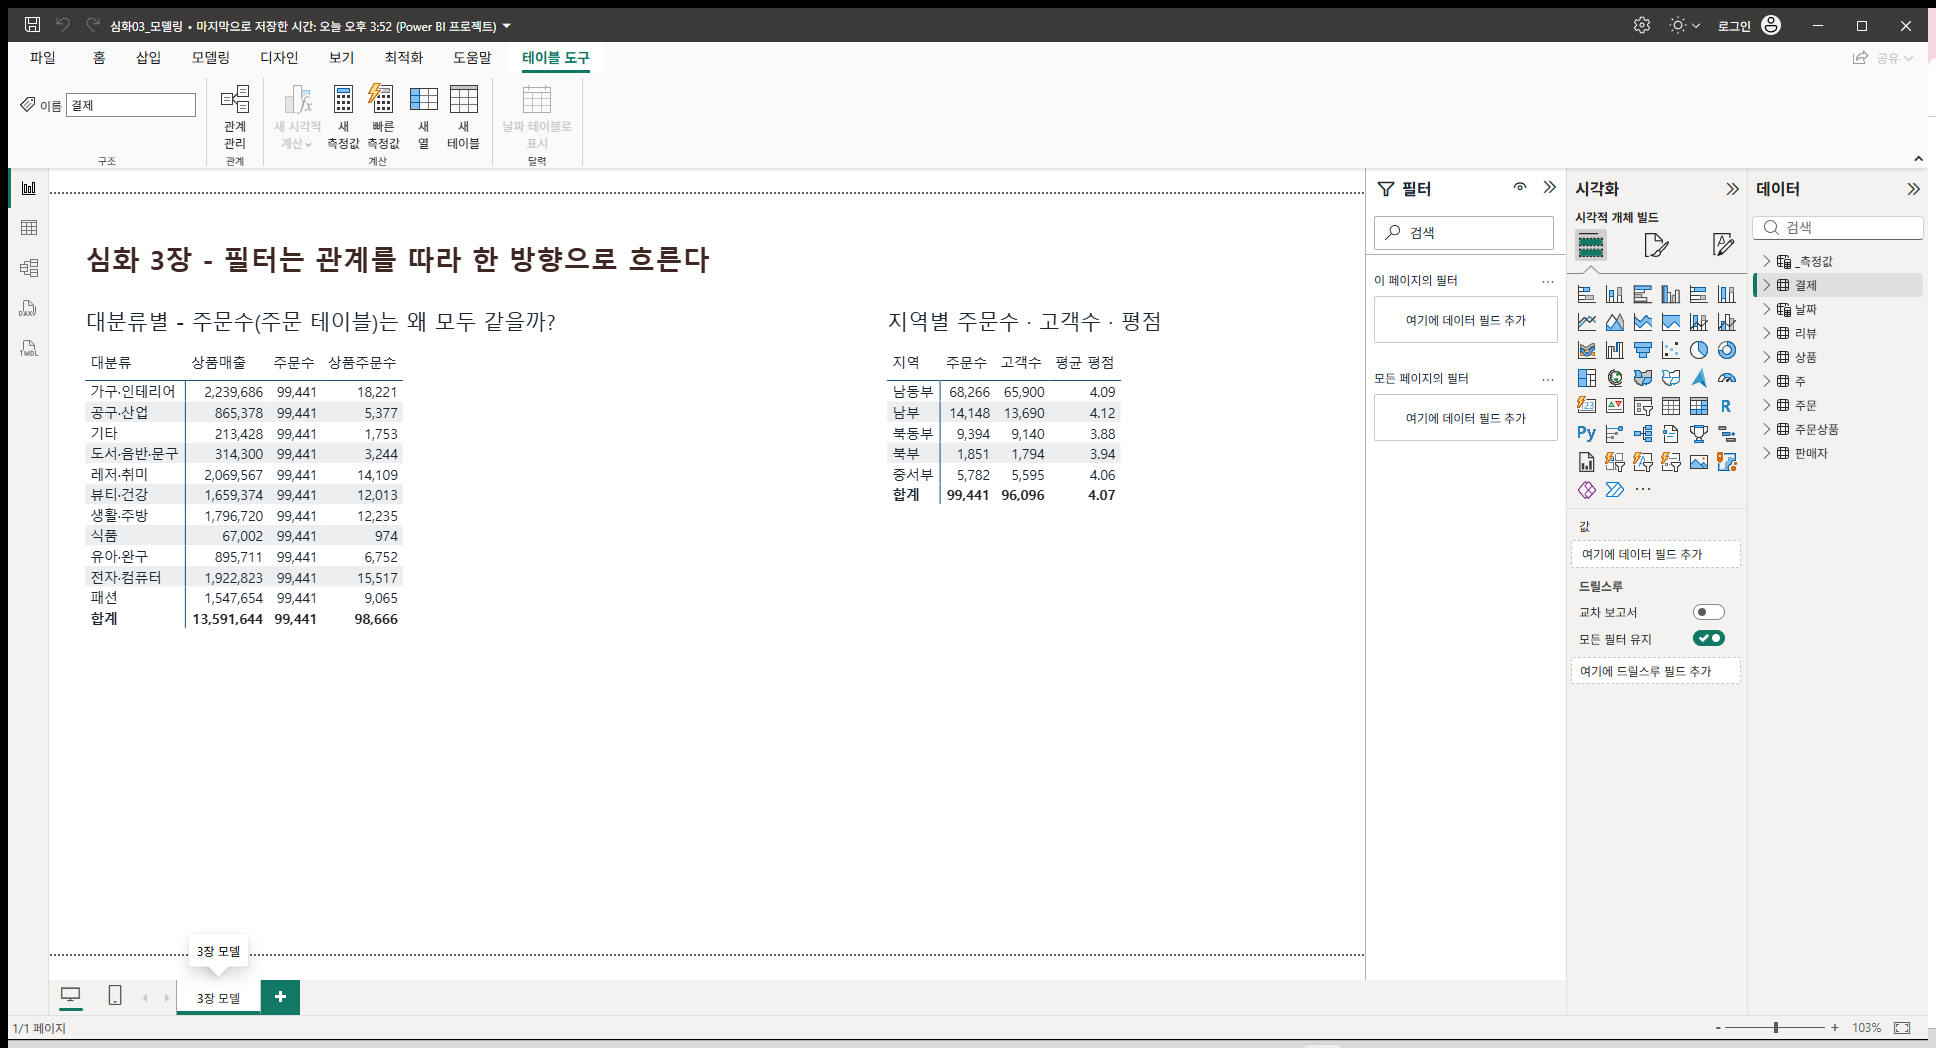 심화03_모델링 • 마지막으로 저장한 시간: 오늘 오후 3:52 (Power BI 프로젝트)
로그인
파일 홈 삽입 모델링 디자인 보기 최적화 도움말 테이블 도구
공유
이름 결제
관계 관리
새 시각적 계산
새 측정값
빠른 측정값
새 열
새 테이블
날짜 테이블로 표시
구조 관계 계산 달력
DAX
TMDL
심화 3장 - 필터는 관계를 따라 한 방향으로 흐른다
대분류별 - 주문수(주문 테이블)는 왜 모두 같을까?
대분류 상품매출 주문수 상품주문수
가구·인테리어 2,239,686 99,441 18,221
공구·산업 865,378 99,441 5,377
기타 213,428 99,441 1,753
도서·음반·문구 314,300 99,441 3,244
레저·취미 2,069,567 99,441 14,109
뷰티·건강 1,659,374 99,441 12,013
생활·주방 1,796,720 99,441 12,235
식품 67,002 99,441 974
유아·완구 895,711 99,441 6,752
전자·컴퓨터 1,922,823 99,441 15,517
패션 1,547,654 99,441 9,065
합계 13,591,644 99,441 98,666
지역별 주문수 · 고객수 · 평점
지역 주문수 고객수 평균 평점
남동부 68,266 65,900 4.09
남부 14,148 13,690 4.12
북동부 9,394 9,140 3.88
북부 1,851 1,794 3.94
중서부 5,782 5,595 4.06
합계 99,441 96,096 4.07
필터
검색
이 페이지의 필터 ...
여기에 데이터 필드 추가
모든 페이지의 필터 ...
여기에 데이터 필드 추가
시각화
시각적 개체 빌드
123
R
Py
...
값
여기에 데이터 필드 추가
드릴스루
교차 보고서
모든 필터 유지
여기에 드릴스루 필드 추가
데이터
검색
_측정값
결제
날짜
리뷰
상품
주
주문
주문상품
판매자
3장 모델
3장 모델
+
1/1 페이지
- + 103%